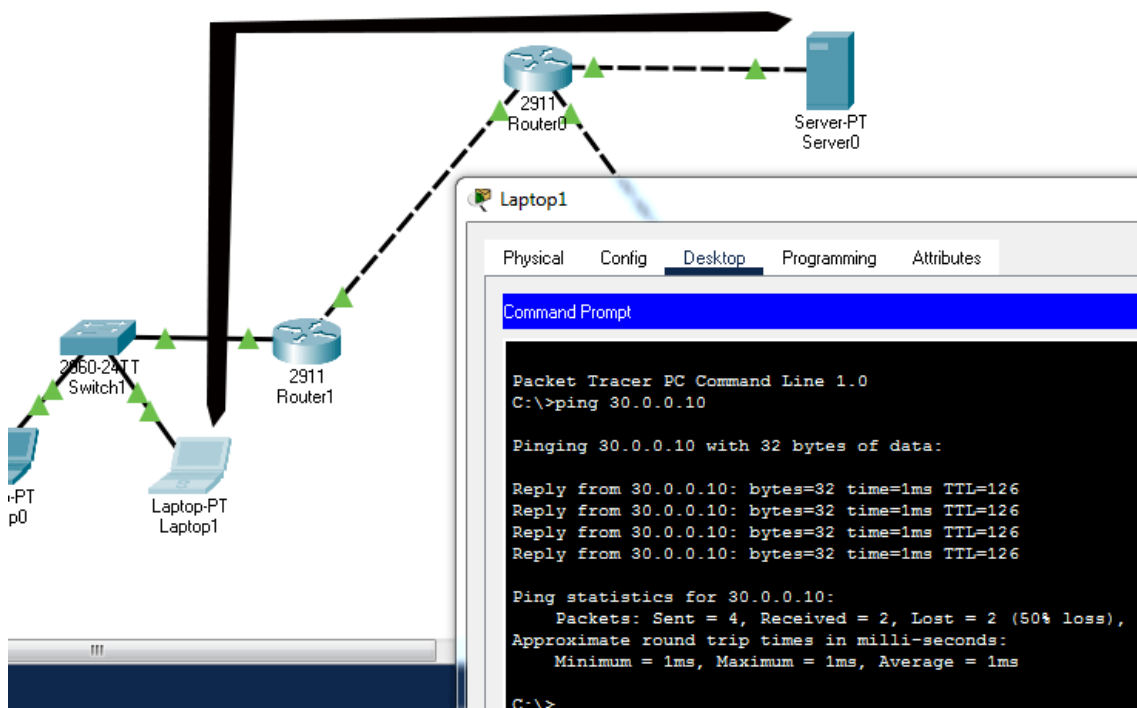 2911
Router0
Server-PT
Server0
2960-24TT
Switch1
2911
Router1
-PT
p0
Laptop-PT
Laptop1
Laptop1
Physical Config Desktop Programming Attributes
Command Prompt
Packet Tracer PC Command Line 1.0
C:\>ping 30.0.0.10
Pinging 30.0.0.10 with 32 bytes of data:
Reply from 30.0.0.10: bytes=32 time=1ms TTL=126
Reply from 30.0.0.10: bytes=32 time=1ms TTL=126
Reply from 30.0.0.10: bytes=32 time=1ms TTL=126
Reply from 30.0.0.10: bytes=32 time=1ms TTL=126
Ping statistics for 30.0.0.10:
Packets: Sent = 4, Received = 2, Lost = 2 (50% loss),
Approximate round trip times in milli-seconds:
Minimum = 1ms, Maximum = 1ms, Average = 1ms
C:\>